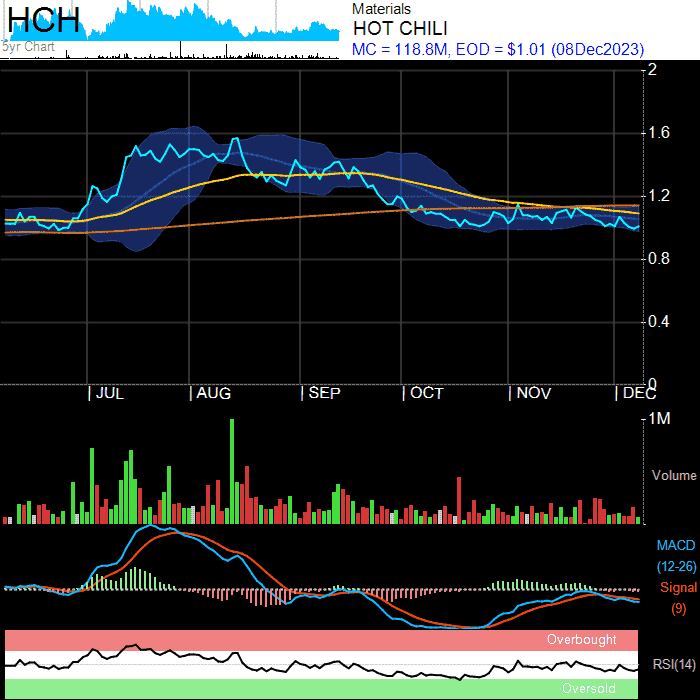 HCH
5yr Chart
Materials
HOT CHILI
MC = 118.8M, EOD = $1.01 (08Dec2023)
2
1.6
1.2
0.8
0.4
0
JUL AUG SEP OCT NOV DEC
1M
Volume
MACD
(12-26)
Signal
(9)
Overbought
RSI(14)
Oversold